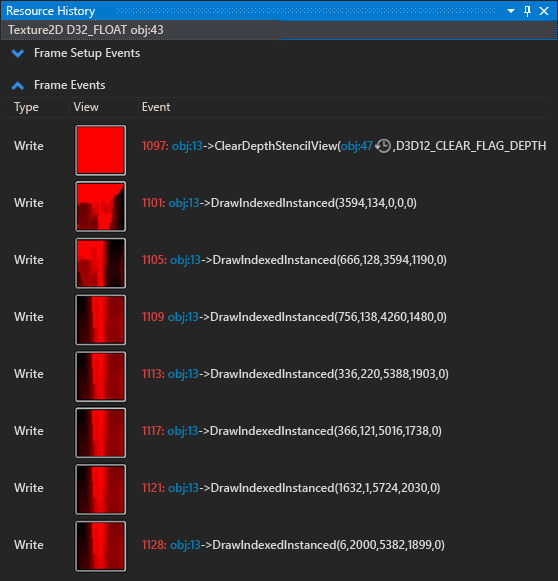 Resource History
Texture2D D32_FLOAT obj:43
Frame Setup Events
Frame Events
Type View Event
Write 1097: obj:13->ClearDepthStencilView(obj:47 ,D3D12_CLEAR_FLAG_DEPTH
Write 1101: obj:13->DrawIndexedInstanced(3594,134,0,0,0)
Write 1105: obj:13->DrawIndexedInstanced(666,128,3594,1190,0)
Write 1109 obj:13->DrawIndexedInstanced(756,138,4260,1480,0)
Write 1113: obj:13->DrawIndexedInstanced(336,220,5388,1903,0)
Write 1117: obj:13->DrawIndexedInstanced(366,121,5016,1738,0)
Write 1121: obj:13->DrawIndexedInstanced(1632,1,5724,2030,0)
Write 1128: obj:13->DrawIndexedInstanced(6,2000,5382,1899,0)